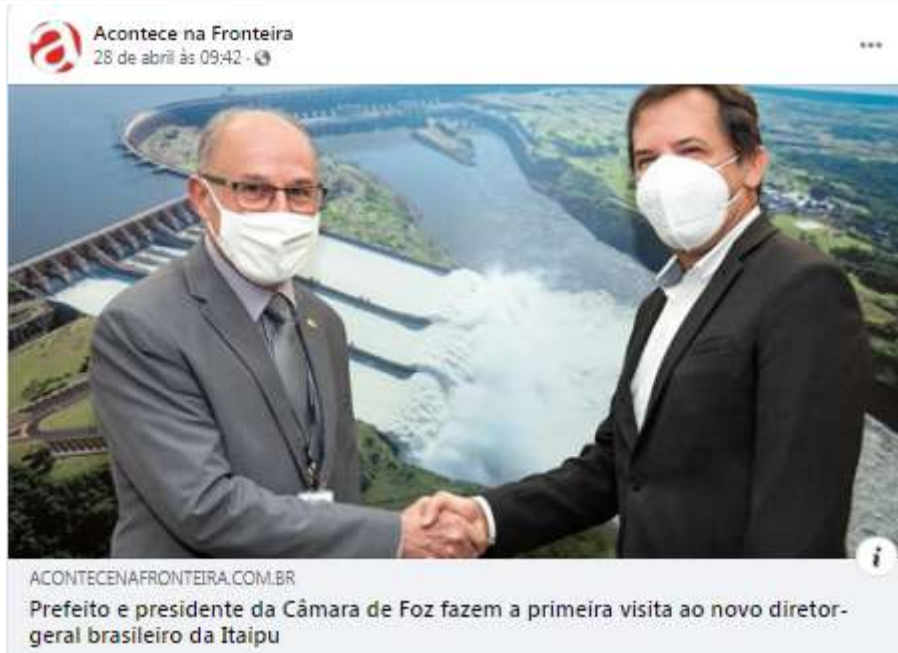 Acontece na Fronteira
28 de abril às 09:42 ·
ACONTECENAFRONTEIRA.COM.BR
Prefeito e presidente da Câmara de Foz fazem a primeira visita ao novo diretor-
geral brasileiro da Itaipu